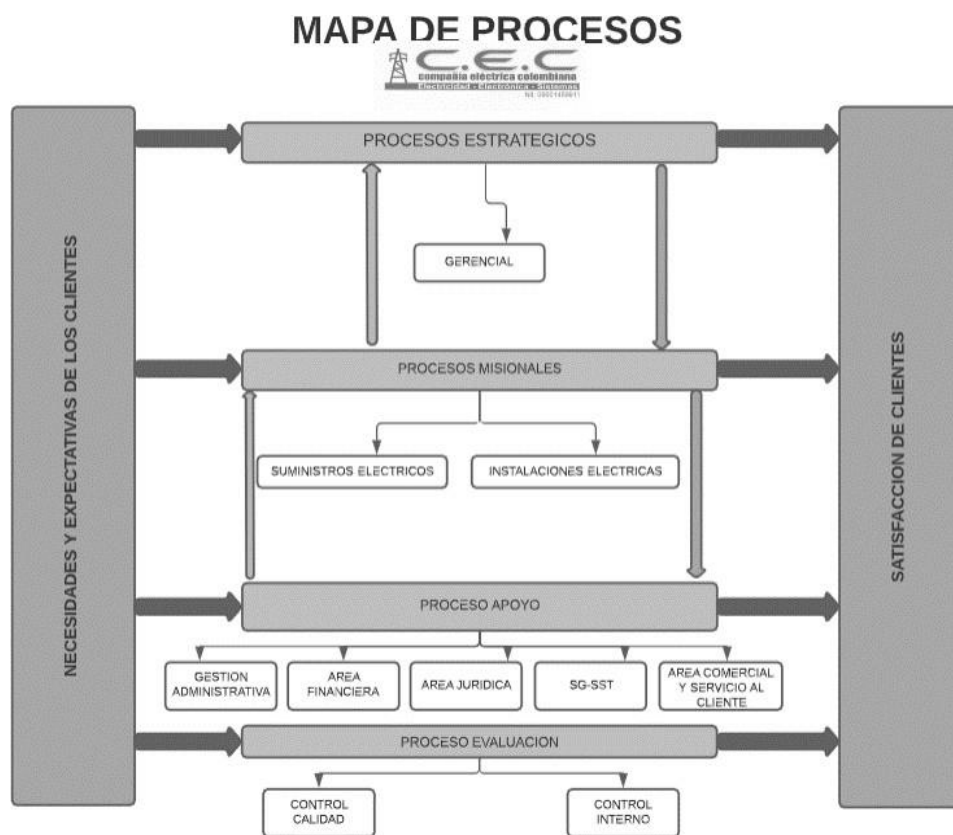 MAPA DE PROCESOS
C.E.C
compañia eléctrica colombiana
Electricidad - Electrónica - Sistemas
PROCESOS ESTRATEGICOS
GERENCIAL
NECESIDADES Y EXPECTATIVAS DE LOS CLIENTES
PROCESOS MISIONALES
SUMINISTROS ELECTRICOS
INSTALACIONES ELECTRICAS
SATISFACCION DE CLIENTES
PROCESO APOYO
GESTION
ADMINISTRATIVA
AREA
FINANCIERA
AREA JURIDICA
SG-SST
AREA COMERCIAL
Y SERVICIO AL
CLIENTE
PROCESO EVALUACION
CONTROL
CALIDAD
CONTROL
INTERNO